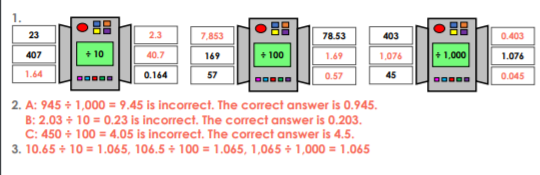 1.
23 ÷ 10 2.3 7,853 ÷ 100 78.53 403 ÷ 1,000 0.403
407 40.7 169 1.69 1,076 1.076
1.64 0.164 57 0.57 45 0.045
2. A: 945 ÷ 1,000 = 9.45 is incorrect. The correct answer is 0.945.
B: 2.03 ÷ 10 = 0.23 is incorrect. The correct answer is 0.203.
C: 450 ÷ 100 = 4.05 is incorrect. The correct answer is 4.5.
3. 10.65 ÷ 10 = 1.065, 106.5 ÷ 100 = 1.065, 1,065 ÷ 1,000 = 1.065